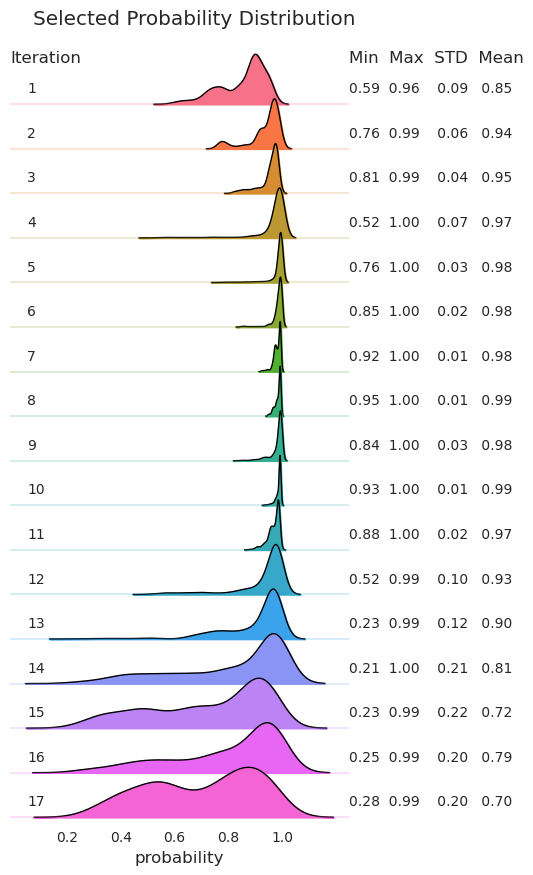 Selected Probability Distribution
Iteration Min Max STD Mean
1 0.59 0.96 0.09 0.85
2 0.76 0.99 0.06 0.94
3 0.81 0.99 0.04 0.95
4 0.52 1.00 0.07 0.97
5 0.76 1.00 0.03 0.98
6 0.85 1.00 0.02 0.98
7 0.92 1.00 0.01 0.98
8 0.95 1.00 0.01 0.99
9 0.84 1.00 0.03 0.98
10 0.93 1.00 0.01 0.99
11 0.88 1.00 0.02 0.97
12 0.52 0.99 0.10 0.93
13 0.23 0.99 0.12 0.90
14 0.21 1.00 0.21 0.81
15 0.23 0.99 0.22 0.72
16 0.25 0.99 0.20 0.79
17 0.28 0.99 0.20 0.70
0.2 0.4 0.6 0.8 1.0
probability